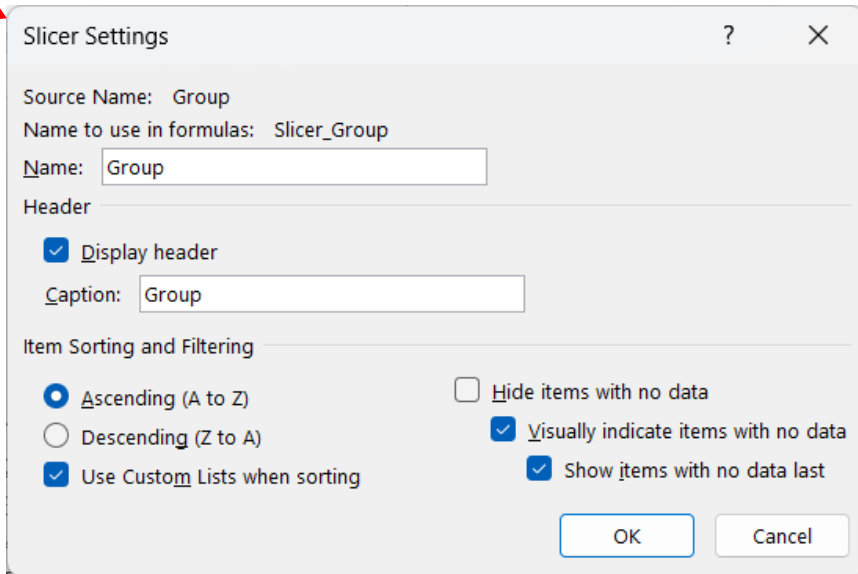 Slicer Settings ?
Source Name: Group
Name to use in formulas: Slicer_Group
Name: Group
Header
Display header
Caption: Group
Item Sorting and Filtering
Ascending (A to Z)
Descending (Z to A)
Use Custom Lists when sorting
Hide items with no data
Visually indicate items with no data
Show items with no data last
OK Cancel